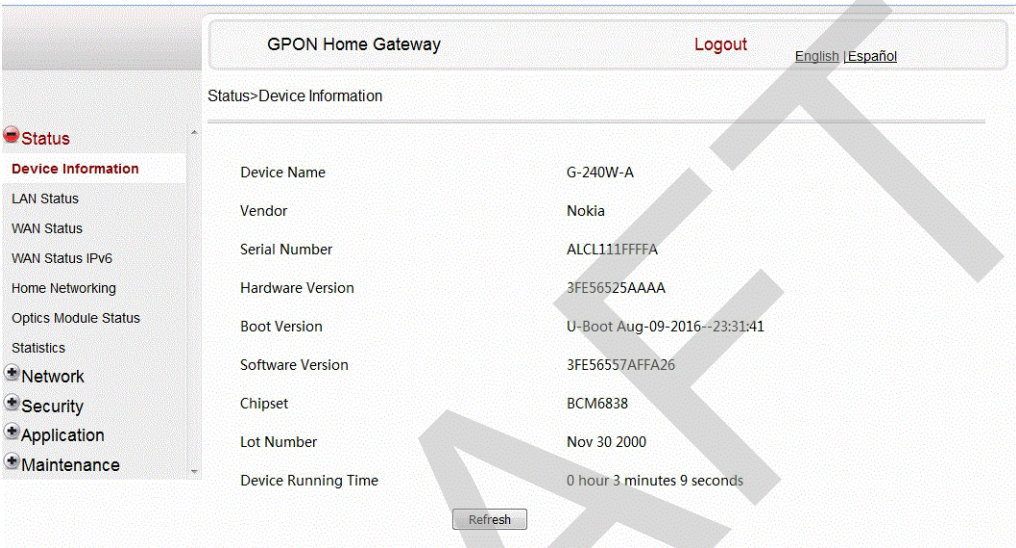 GPON Home Gateway Logout English | Español
Status>Device Information
Status
Device Information
LAN Status
WAN Status
WAN Status IPv6
Home Networking
Optics Module Status
Statistics
Network
Security
Application
Maintenance
Device Name G-240W-A
Vendor Nokia
Serial Number ALCL111FFFFA
Hardware Version 3FE56525AAAA
Boot Version U-Boot Aug-09-2016--23:31:41
Software Version 3FE56557AFFA26
Chipset BCM6838
Lot Number Nov 30 2000
Device Running Time 0 hour 3 minutes 9 seconds
Refresh